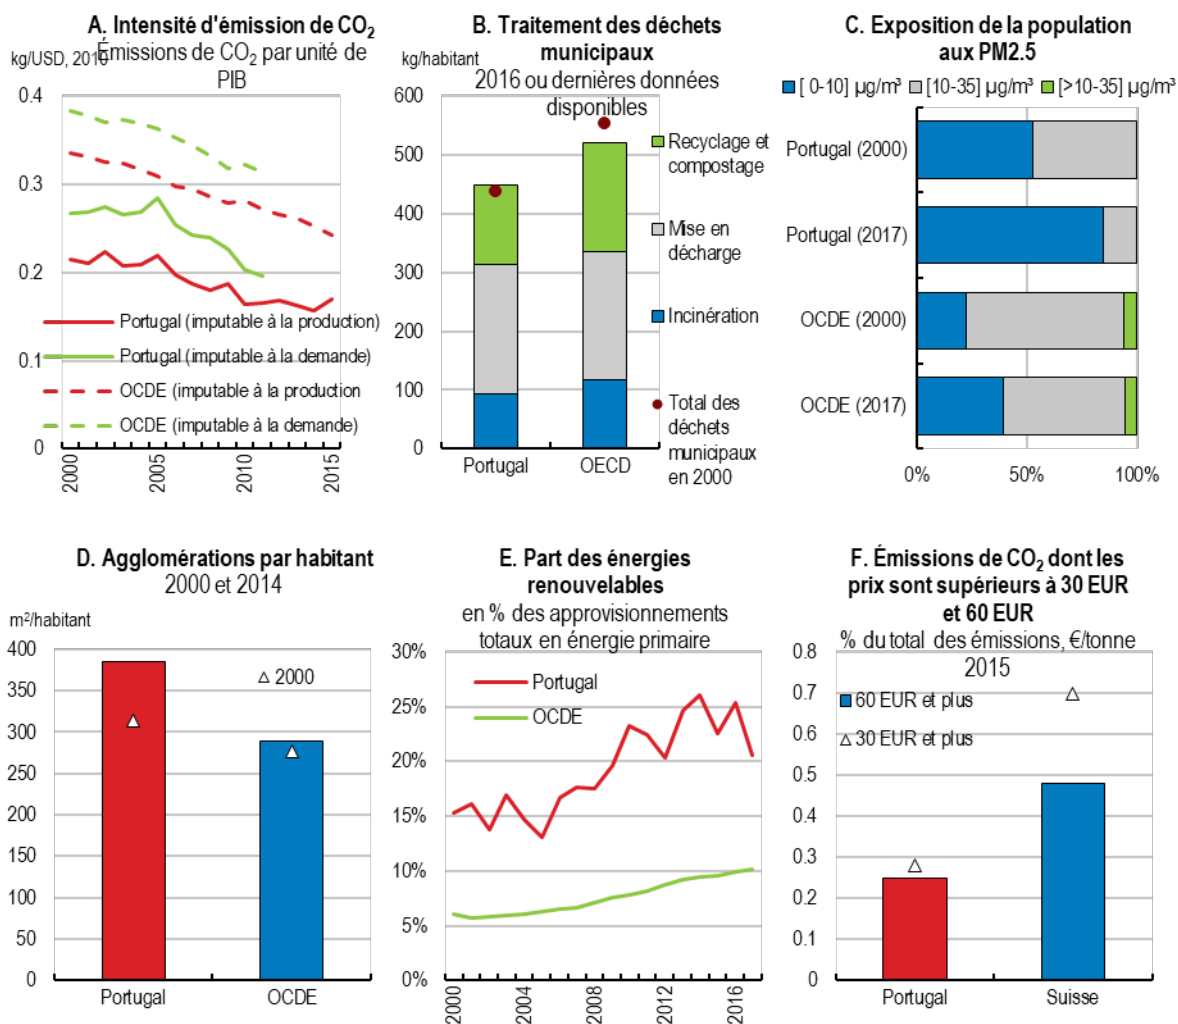 A. Intensité d'émission de CO₂
Émissions de CO₂ par unité de
PIB
kg/USD, 2010
0.4
0.3
0.2
0.1
0
Portugal (imputable à la production)
Portugal (imputable à la demande)
OCDE (imputable à la production
OCDE (imputable à la demande)
2000
2005
2010
2015
B. Traitement des déchets
municipaux
2016 ou dernières données
disponibles
kg/habitant
600
500
400
300
200
100
0
Recyclage et
compostage
Mise en
décharge
Incinération
Total des
déchets
municipaux
en 2000
Portugal
OECD
C. Exposition de la population
aux PM2.5
[ 0-10] µg/m³
[10-35] µg/m³
[>10-35] µg/m³
Portugal (2000)
Portugal (2017)
OCDE (2000)
OCDE (2017)
0%
50%
100%
D. Agglomérations par habitant
2000 et 2014
m²/habitant
400
350
300
250
200
150
100
50
0
2000
Portugal
OCDE
E. Part des énergies
renouvelables
en % des approvisionnements
totaux en énergie primaire
30%
25%
20%
15%
10%
5%
0%
Portugal
OCDE
2000
2004
2008
2012
2016
F. Émissions de CO₂ dont les
prix sont supérieurs à 30 EUR
et 60 EUR
% du total des émissions, €/tonne
2015
0.8
0.7
0.6
0.5
0.4
0.3
0.2
0.1
0
60 EUR et plus
30 EUR et plus
Portugal
Suisse